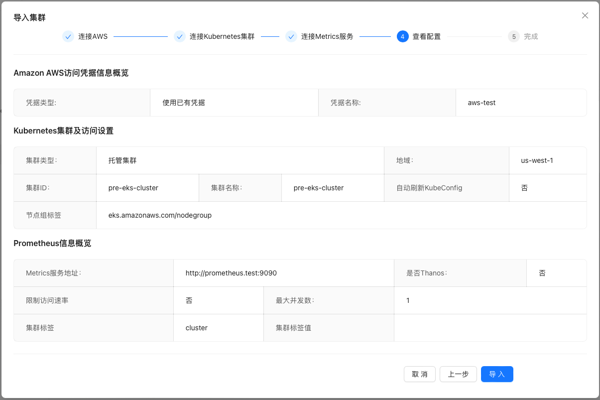 导入集群
连接AWS 连接Kubernetes集群 连接Metrics服务 4 查看配置 5 完成
Amazon AWS访问凭据信息概览
凭据类型: 使用已有凭据 凭据名称: aws-test
Kubernetes集群及访问设置
集群类型: 托管集群 地域: us-west-1
集群ID: pre-eks-cluster 集群名称: pre-eks-cluster 自动刷新KubeConfig 否
节点组标签 eks.amazonaws.com/nodegroup
Prometheus信息概览
Metrics服务地址: http://prometheus.test:9090 是否Thanos: 否
限制访问速率 否 最大并发数: 1
集群标签 cluster 集群标签值
取 消 上一步 导 入